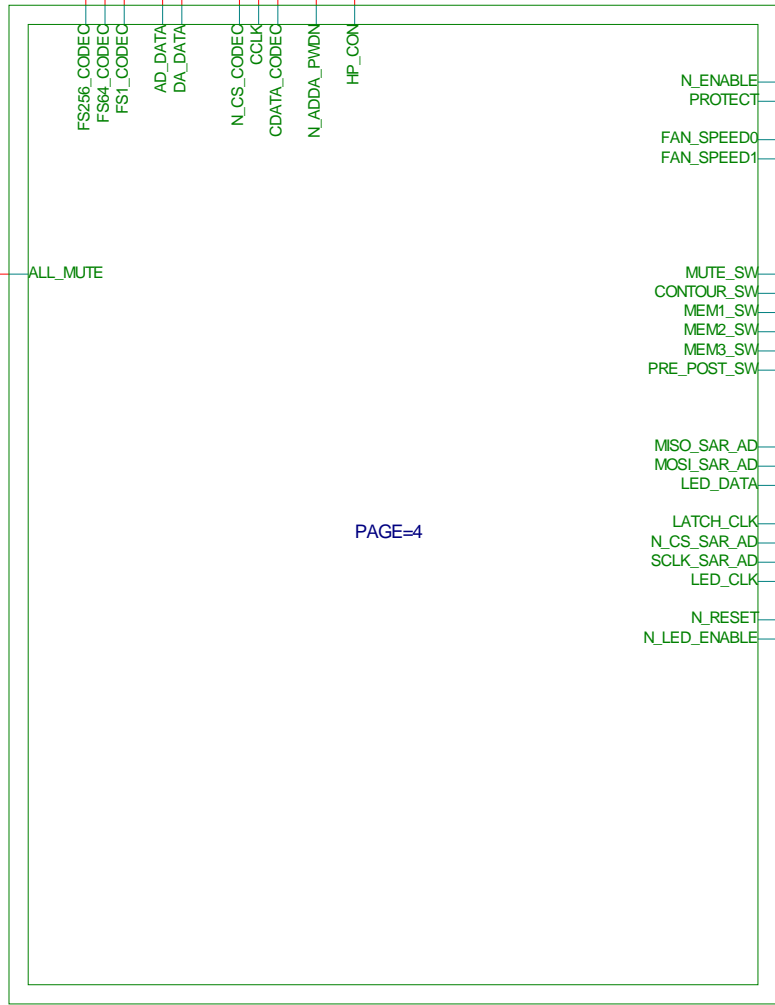 FS256_CODEC
FS64_CODEC
FS1_CODEC
AD_DATA
DA_DATA
N_CS_CODEC
CCLK
CDATA_CODEC
N_ADDA_PWDN
HP_CON
N_ENABLE
PROTECT
FAN_SPEED0
FAN_SPEED1
ALL_MUTE
MUTE_SW
CONTOUR_SW
MEM1_SW
MEM2_SW
MEM3_SW
PRE_POST_SW
MISO_SAR_AD
MOSI_SAR_AD
LED_DATA
LATCH_CLK
PAGE=4
N_CS_SAR_AD
SCLK_SAR_AD
LED_CLK
N_RESET
N_LED_ENABLE